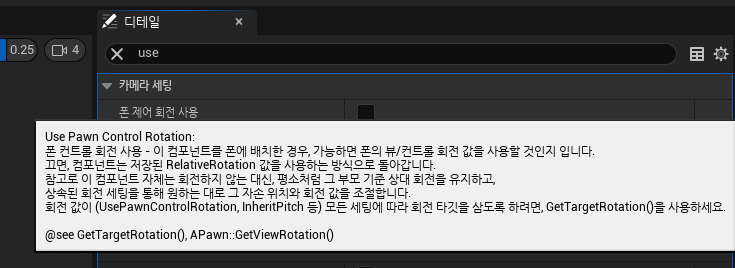 디테일
0.25
4
use
카메라 세팅
폰 제어 회전 사용
Use Pawn Control Rotation:
폰 컨트롤 회전 사용 - 이 컴포넌트를 폰에 배치한 경우, 가능하면 폰의 뷰/컨트롤 회전 값을 사용할 것인지 입니다.
끄면, 컴포넌트는 저장된 RelativeRotation 값을 사용하는 방식으로 돌아갑니다.
참고로 이 컴포넌트 자체는 회전하지 않는 대신, 평소처럼 그 부모 기준 상대 회전을 유지하고,
상속된 회전 세팅을 통해 원하는 대로 그 자손 위치와 회전 값을 조절합니다.
회전 값이 (UsePawnControlRotation, InheritPitch 등) 모든 세팅에 따라 회전 타깃을 삼도록 하려면, GetTargetRotation()을 사용하세요.
@see GetTargetRotation(), APawn::GetViewRotation()